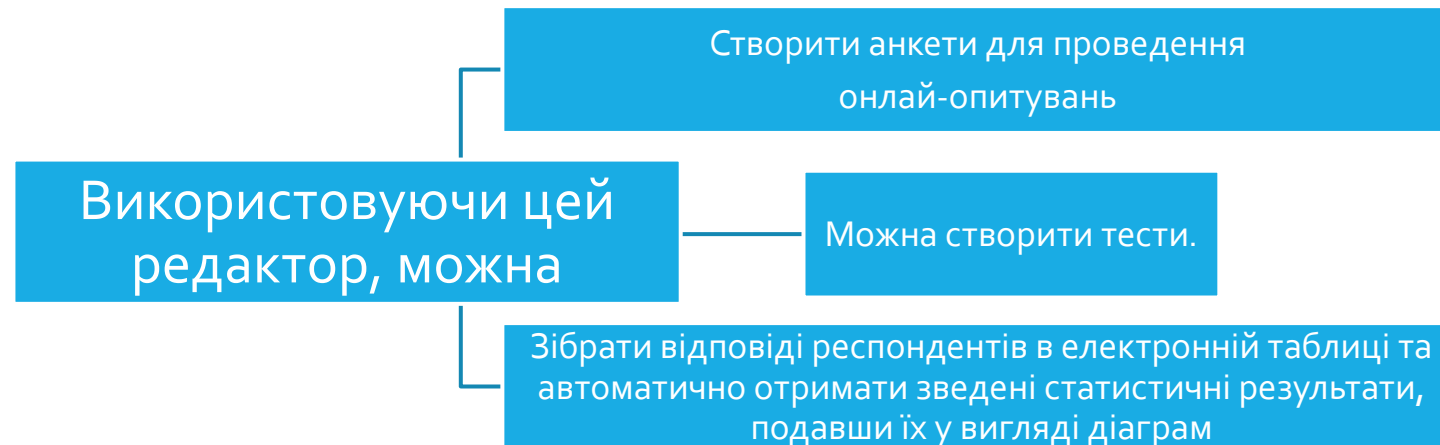 Створити анкети для проведення
онлай-опитувань
Використовуючи цей
редактор, можна
Можна створити тести.
Зібрати відповіді респондентів в електронній таблиці та
автоматично отримати зведені статистичні результати,
подавши їх у вигляді діаграм